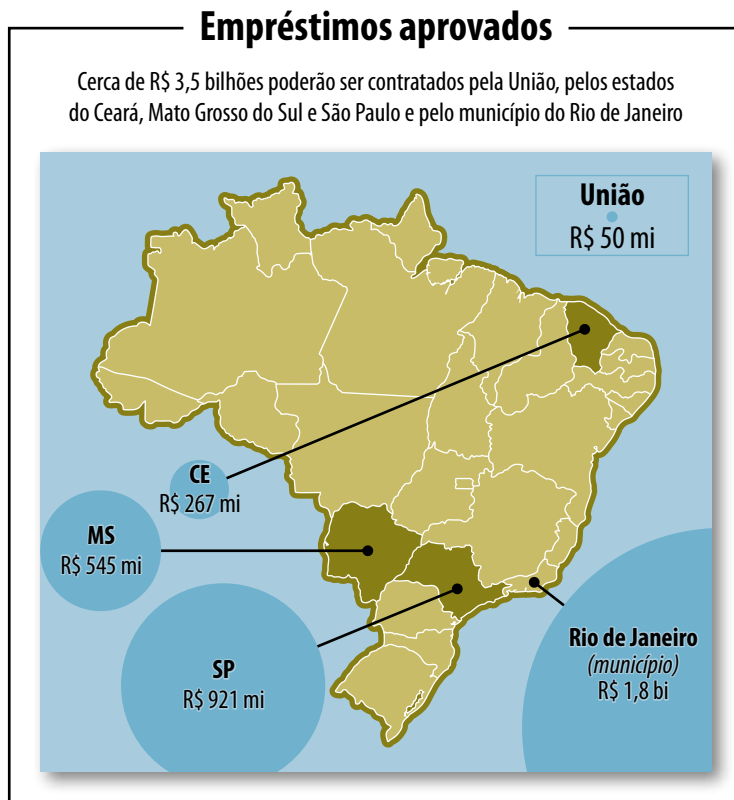 Empréstimos aprovados
Cerca de R$ 3,5 bilhões poderão ser contratados pela União, pelos estados
do Ceará, Mato Grosso do Sul e São Paulo e pelo município do Rio de Janeiro
União
R$ 50 mi
CE
R$ 267 mi
MS
R$ 545 mi
SP
R$ 921 mi
Rio de Janeiro
(município)
R$ 1,8 bi